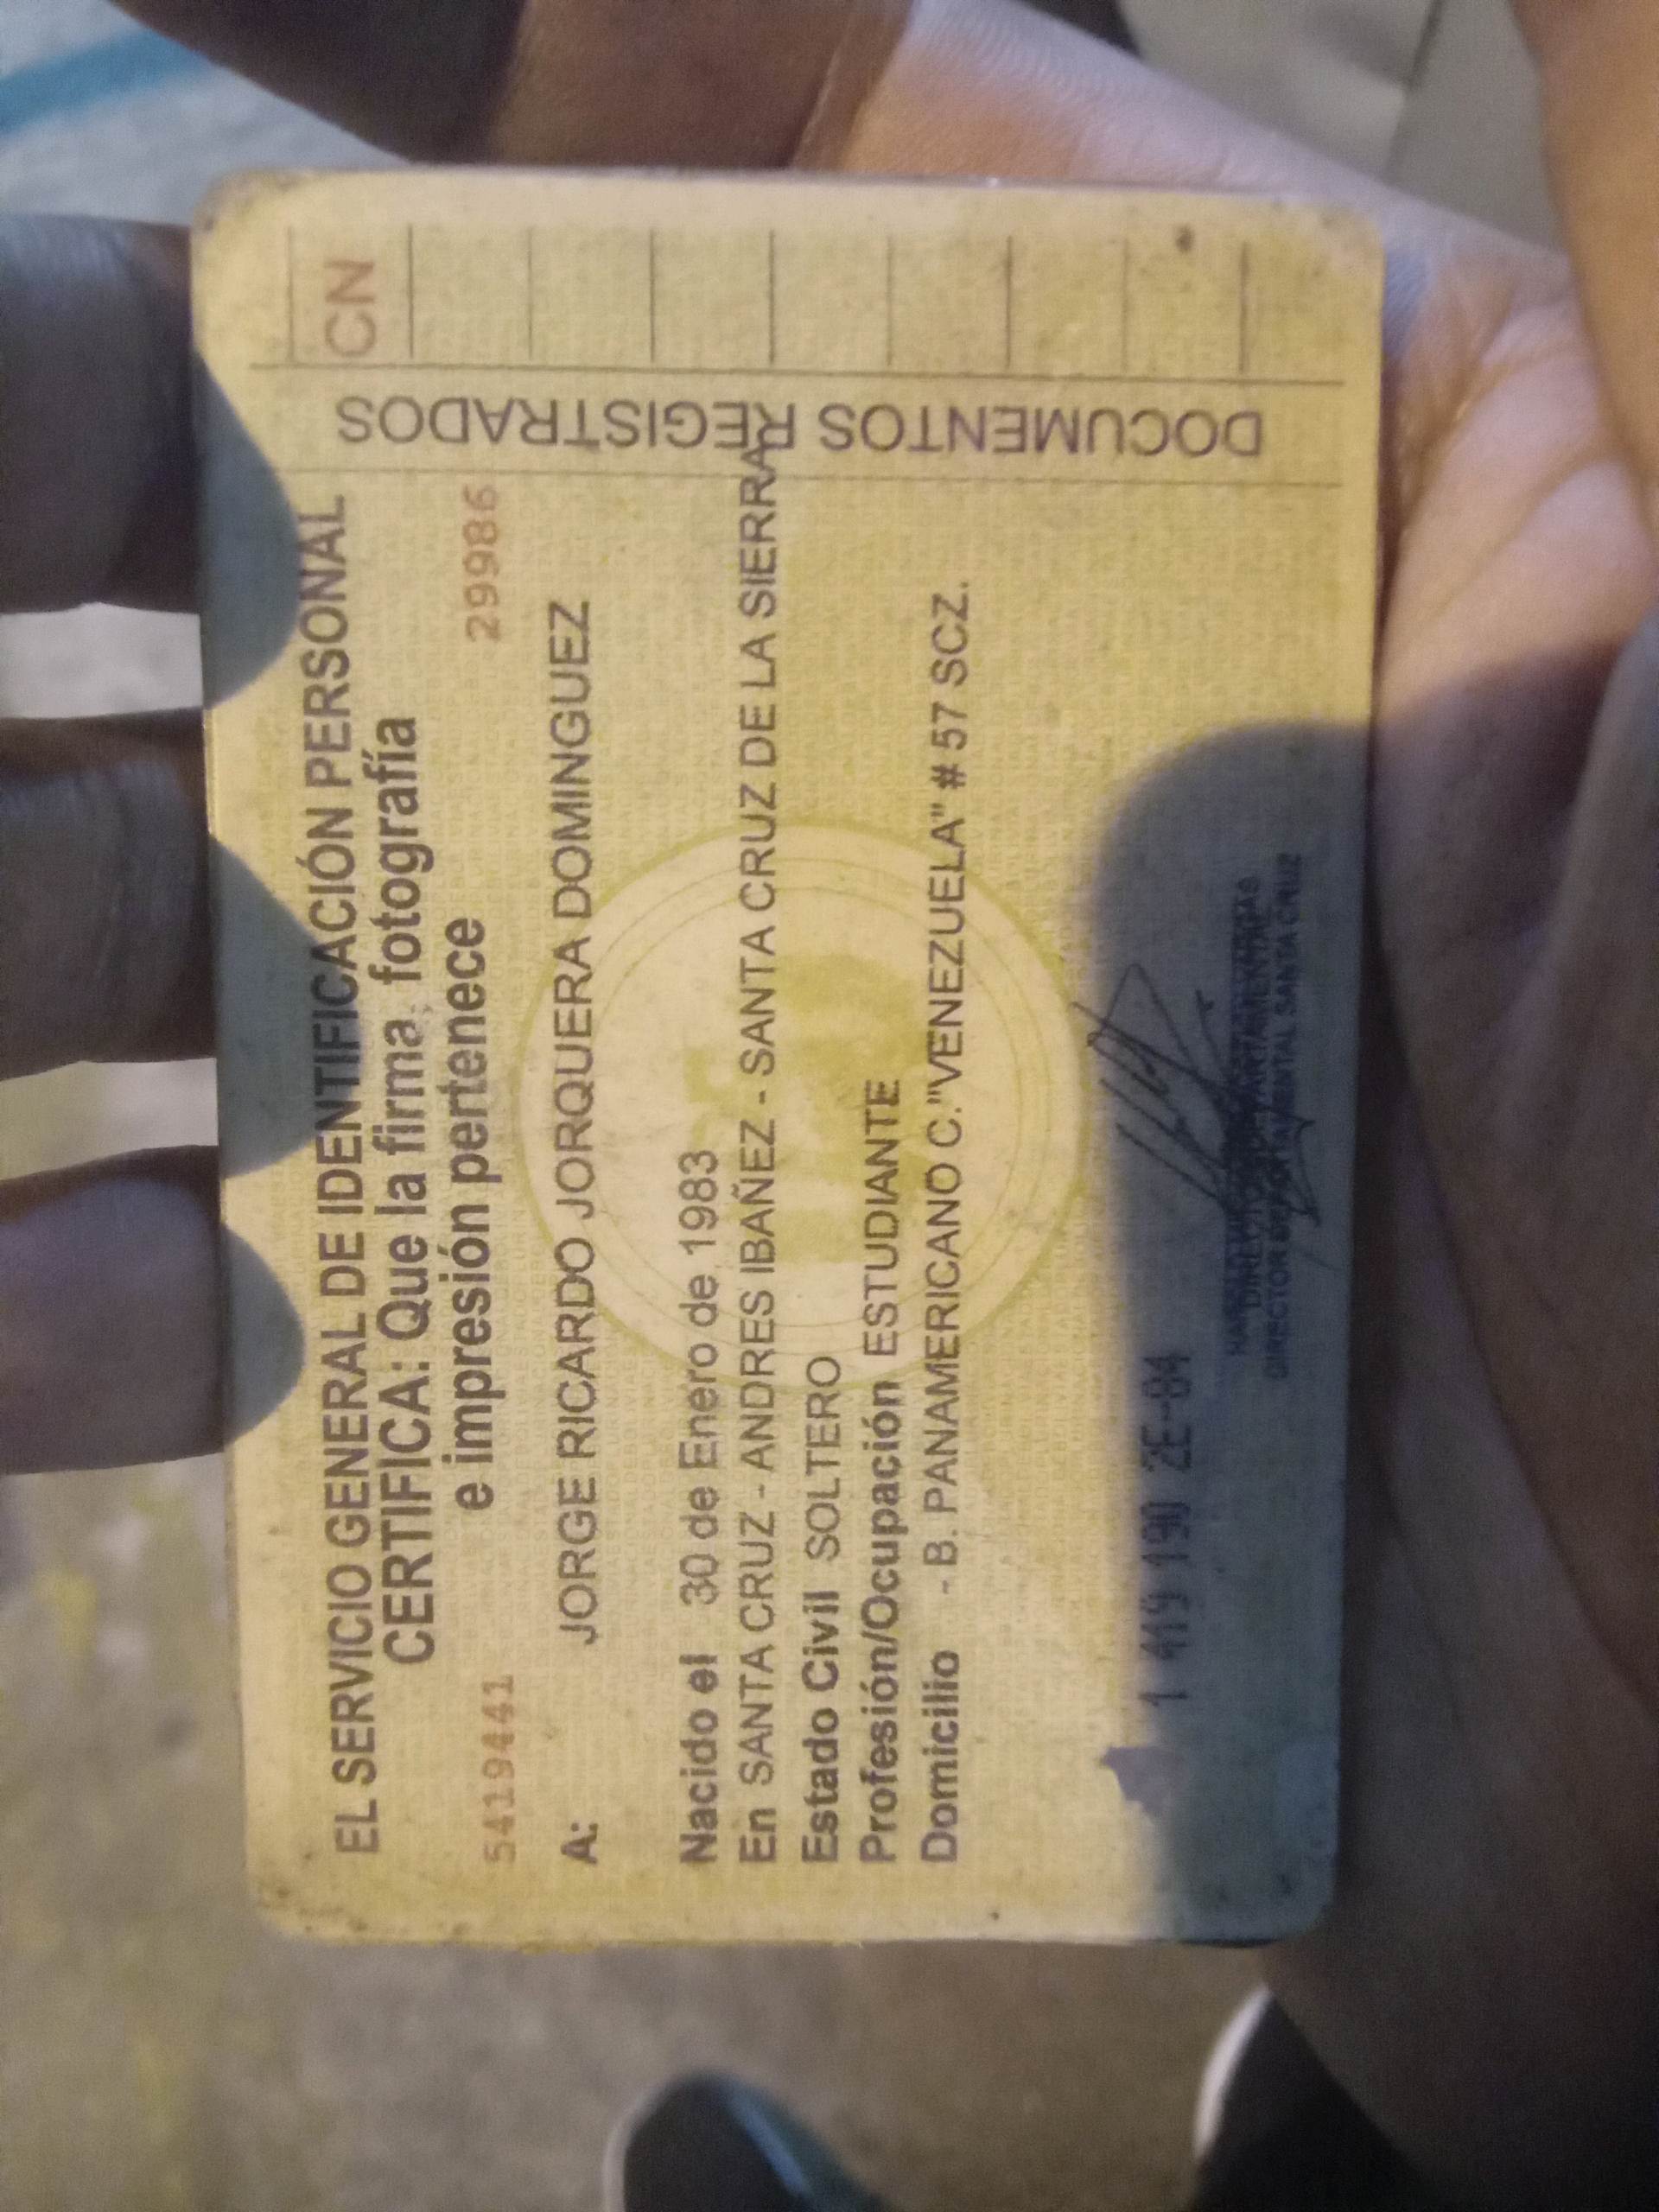 EL SERVICIO GENERAL DE IDENTIFICACIÓN PERSONAL
CERTIFICA: Que la firma, fotografía
e impresión pertenece
5419441 29986
A: JORGE RICARDO JORQUERA DOMINGUEZ
Nacido el 30 de Enero de 1983
En SANTA CRUZ - ANDRES IBAÑEZ - SANTA CRUZ DE LA SIERRA
Estado Civil SOLTERO
Profesión/Ocupación ESTUDIANTE
Domicilio - B. PANAMERICANO C."VENEZUELA" # 57 SCZ.
1 419 190 2E-84
DIRECTOR DEPARTAMENTAL SANTA CRUZ
DOCUMENTOS REGISTRADOS
CN